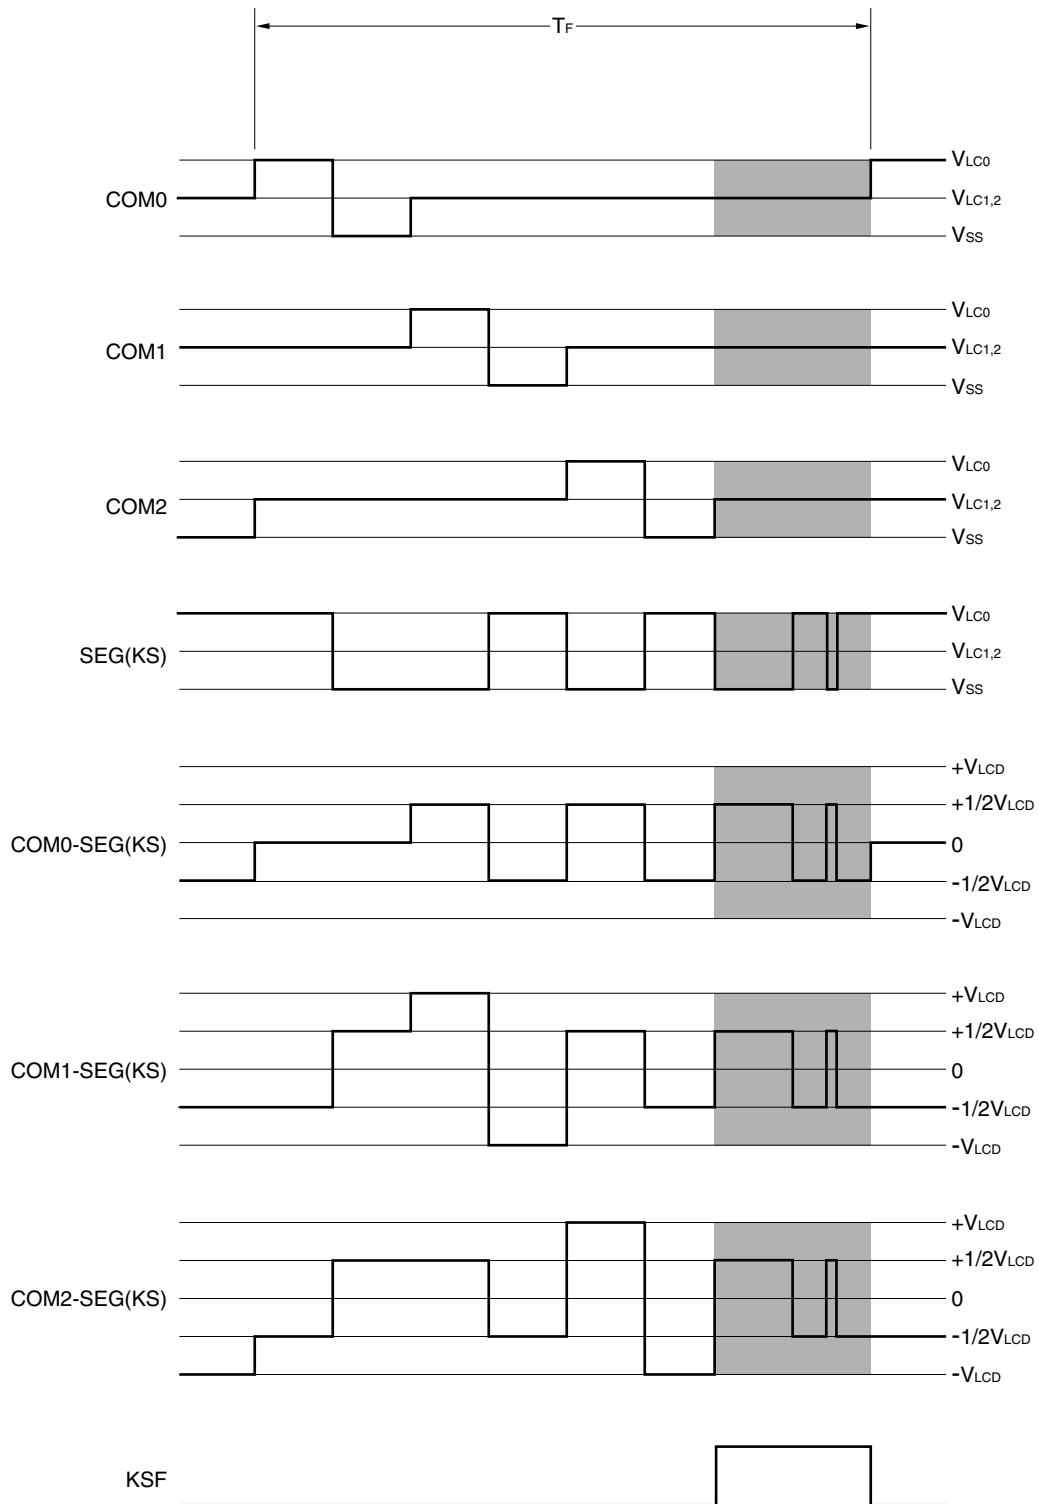 TF
VLC0
COM0
VLC1,2
VSS
VLC0
COM1
VLC1,2
VSS
VLC0
COM2
VLC1,2
VSS
VLC0
SEG(KS)
VLC1,2
VSS
+VLCD
+1/2VLCD
COM0-SEG(KS)
0
-1/2VLCD
-VLCD
+VLCD
+1/2VLCD
COM1-SEG(KS)
0
-1/2VLCD
-VLCD
+VLCD
+1/2VLCD
COM2-SEG(KS)
0
-1/2VLCD
-VLCD
KSF